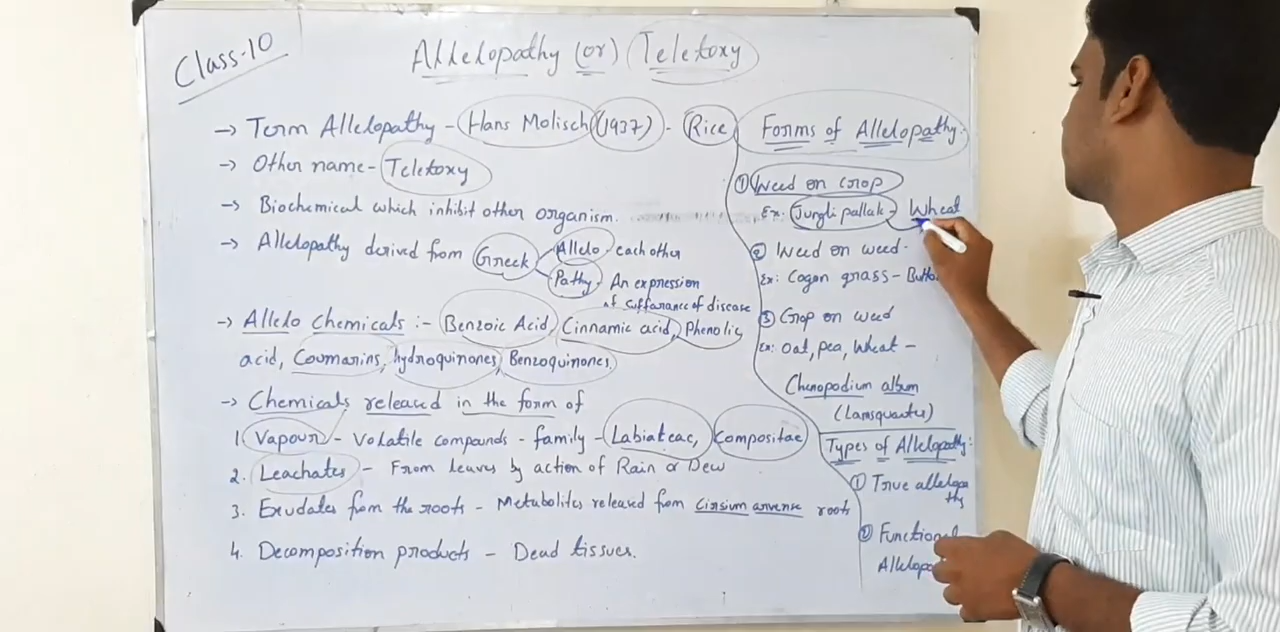 Class-10
Allelopathy (or) Teletoxy
-> Term Allelopathy - Hans Molisch (1937) - Rice
-> Other name - Teletoxy
-> Biochemical which inhibit other organism.
-> Allelopathy derived from Greek
Allelo - each other
Pathy - An expression
of suffarance of disease
-> Allelo chemicals :- Benzoic Acid, Cinnamic acid, Phenolic
acid, Coumarins, hydroquinones, Benzoquinones.
-> Chemicals released in the form of
1. Vapour - Volatile compounds - family - Labiateac, Compositae
2. Leachates - From leaves by action of Rain or Dew
3. Exudates from the roots - Metabolites released from Cirsium arvense roots
4. Decomposition products - Dead tissues.
Forms of Allelopathy.
① Weed on crop
Ex: Jungli pallak - Wheat
② Weed on weed.
Ex: Cogon grass -
③ Crop on weed
Ex: Oat, pea, Wheat -
Chenopodium album
(Lamsquarter)
Types of Allelopathy:
① True allelopa
thy
② Functional